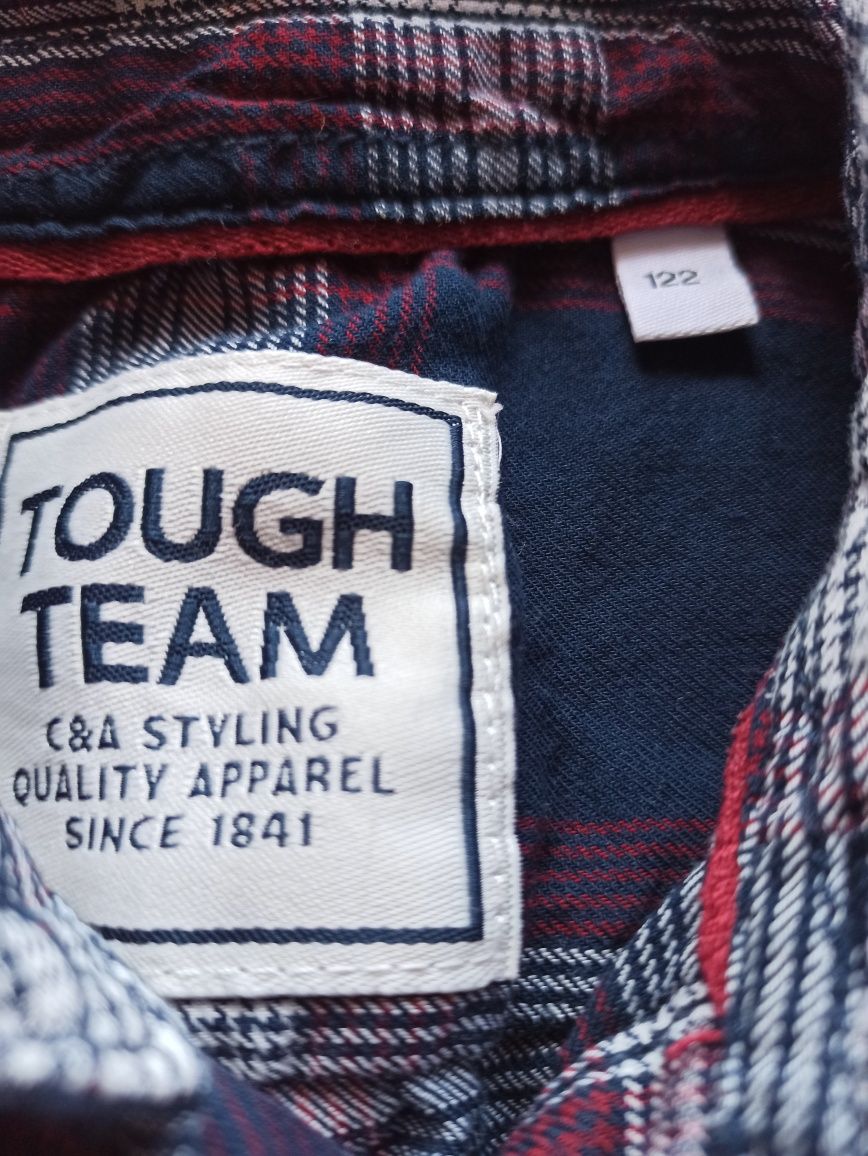 122
TOUGH
TEAM
C&A STYLING
QUALITY APPAREL
SINCE 1841